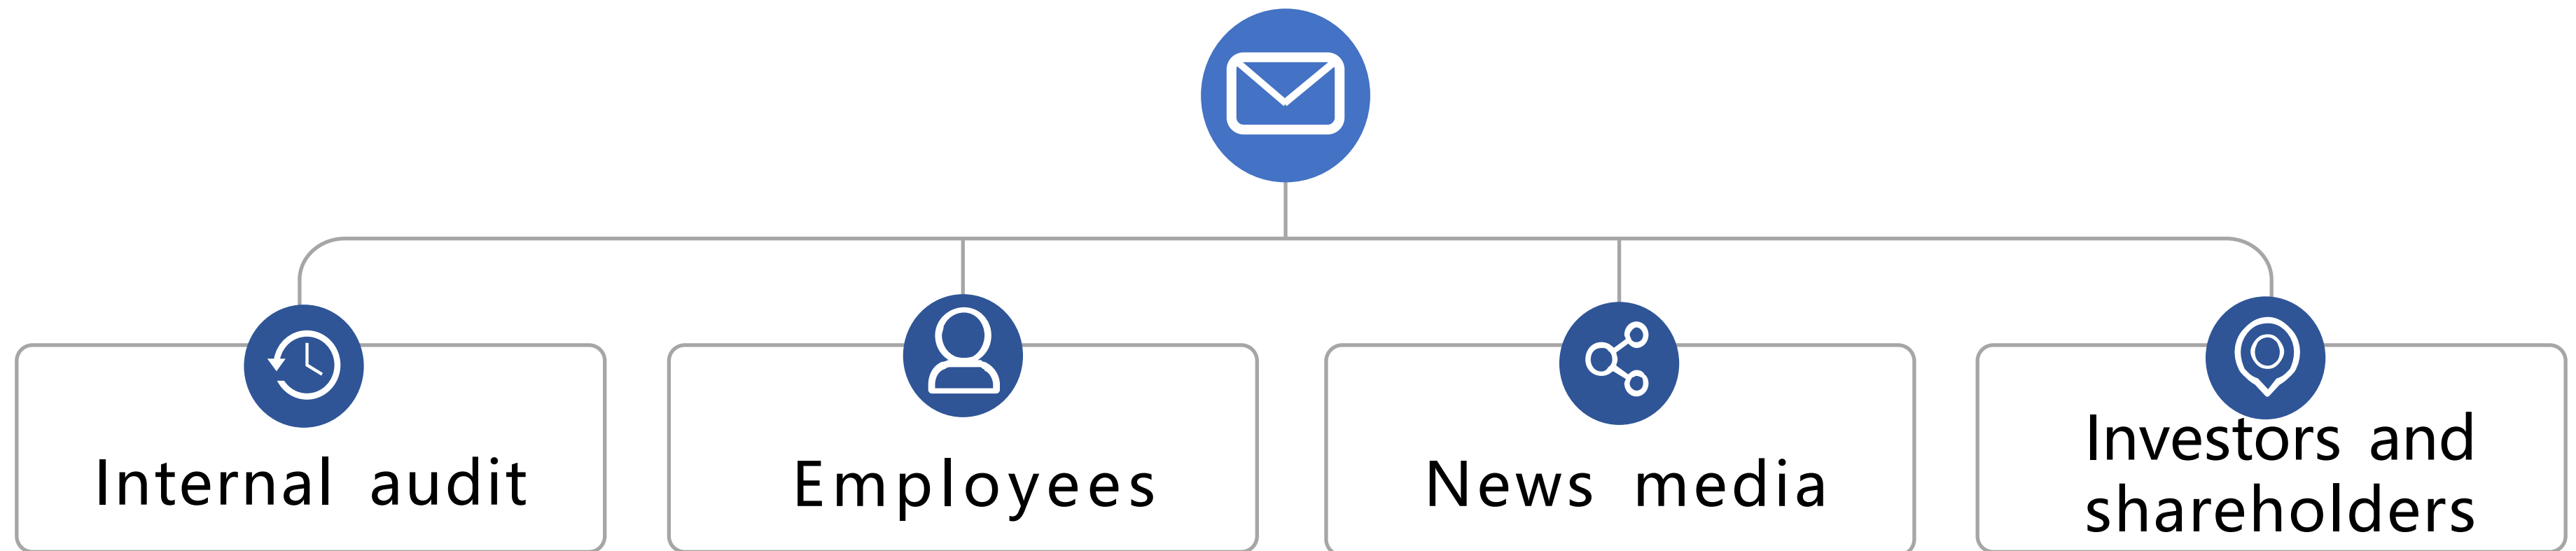 Internal audit
Employees
News media
Investors and
shareholders